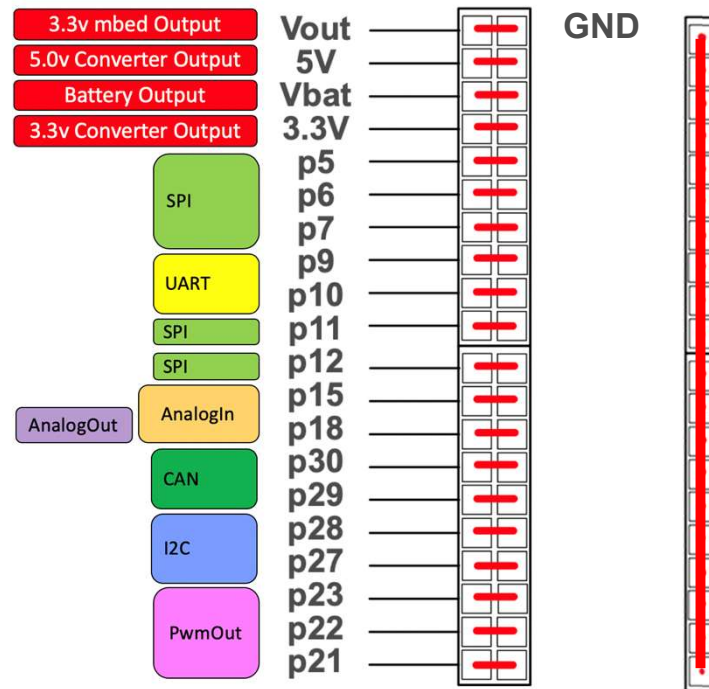 3.3v mbed Output Vout GND
5.0v Converter Output 5V
Battery Output Vbat
3.3v Converter Output 3.3V
p5
SPI p6
p7
p9
UART p10
SPI p11
SPI p12
p15
AnalogOut AnalogIn p18
p30
CAN p29
p28
I2C p27
p23
PwmOut p22
p21